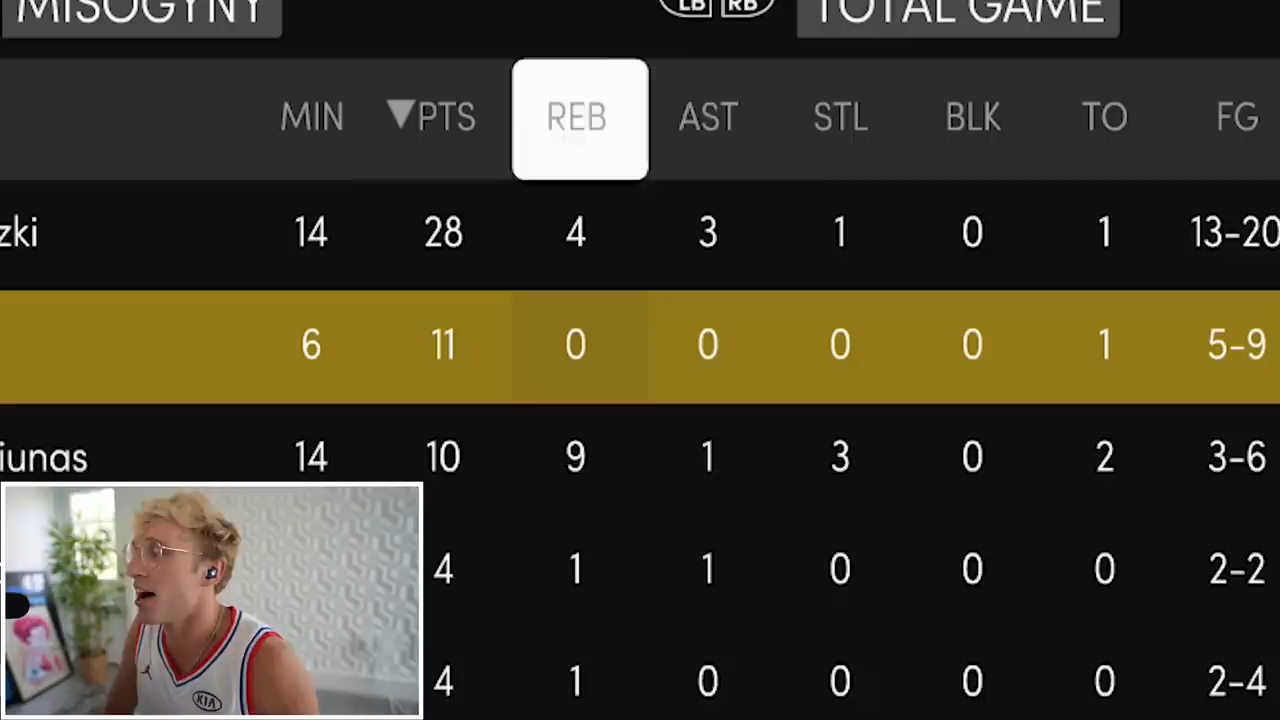 MISOGYNY LB RB TOTAL GAME
MIN ▼PTS REB AST STL BLK TO FG
zki 14 28 4 3 1 0 1 13-20
6 11 0 0 0 0 1 5-9
iunas 14 10 9 1 3 0 2 3-6
4 1 1 0 0 0 2-2
4 1 0 0 0 0 2-4
KIA